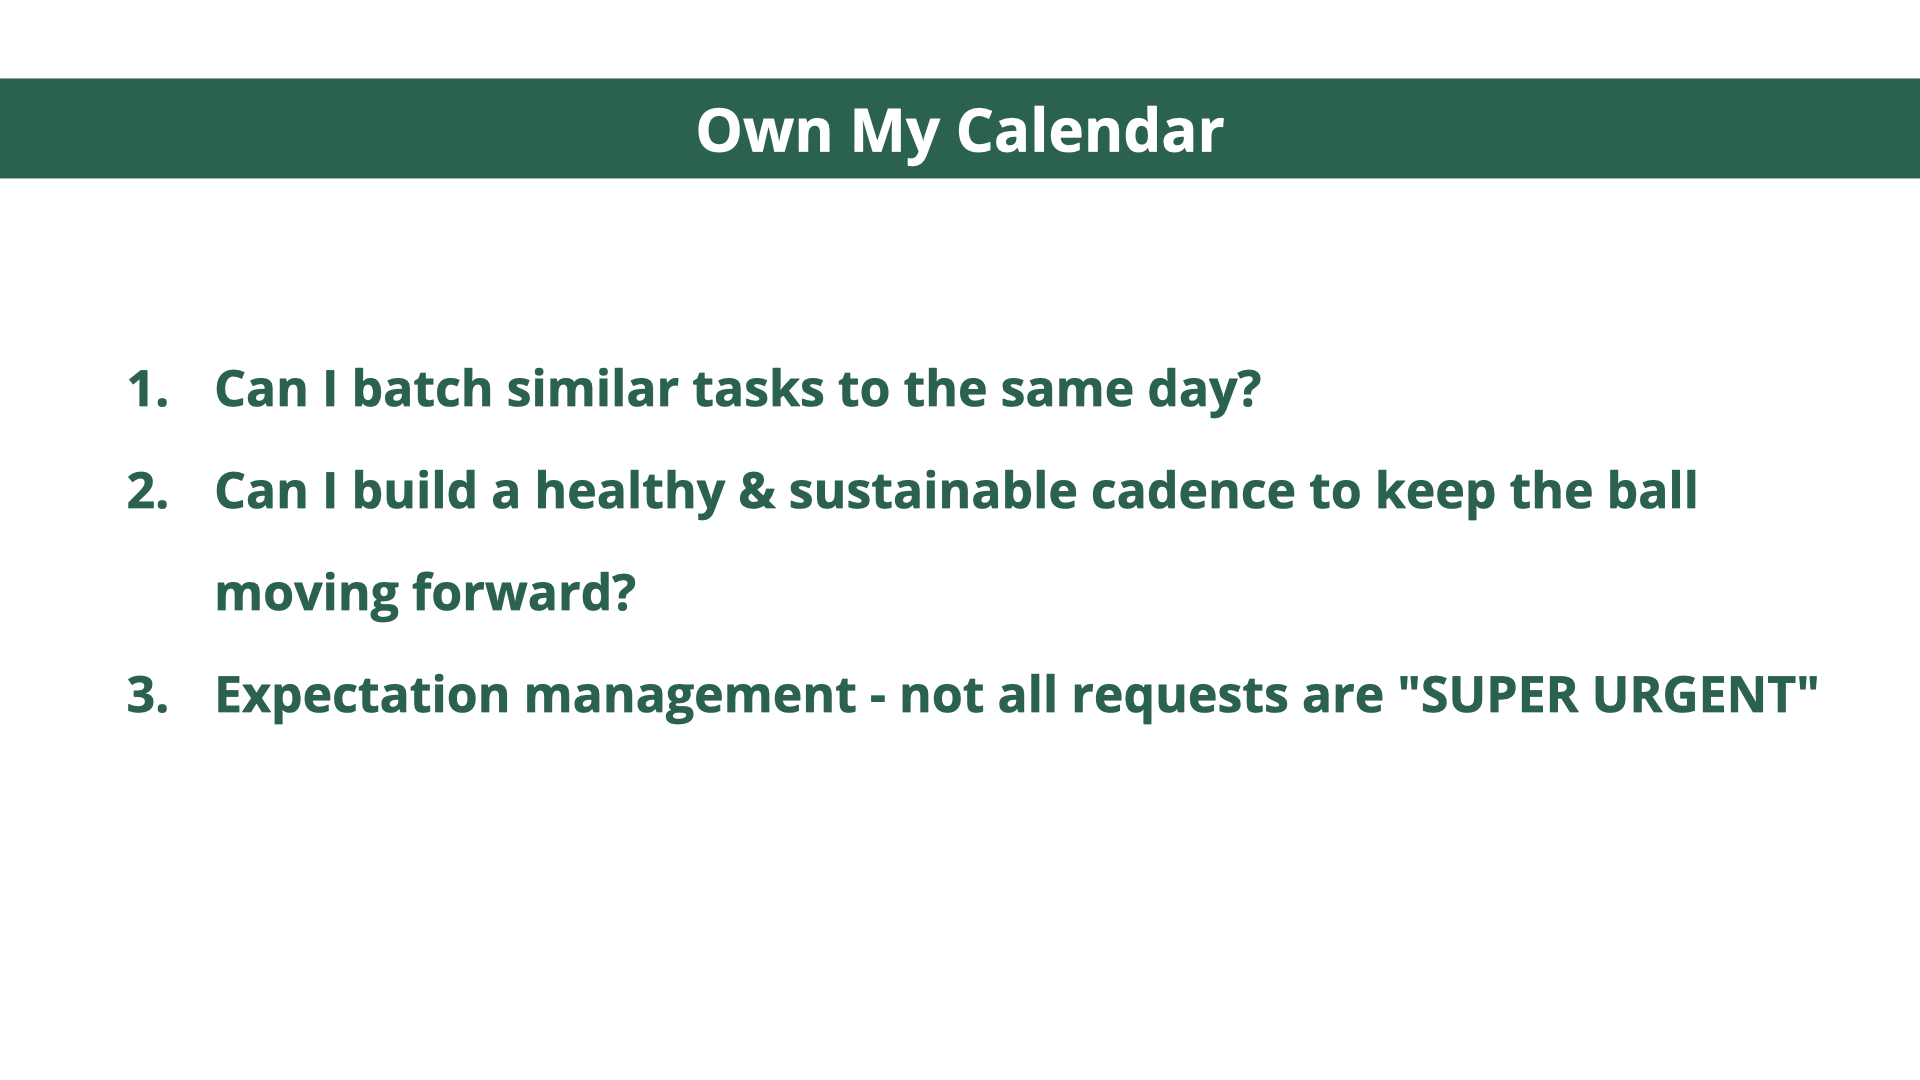 Own My Calendar
1. Can I batch similar tasks to the same day?
2. Can I build a healthy & sustainable cadence to keep the ball
moving forward?
3. Expectation management - not all requests are "SUPER URGENT"